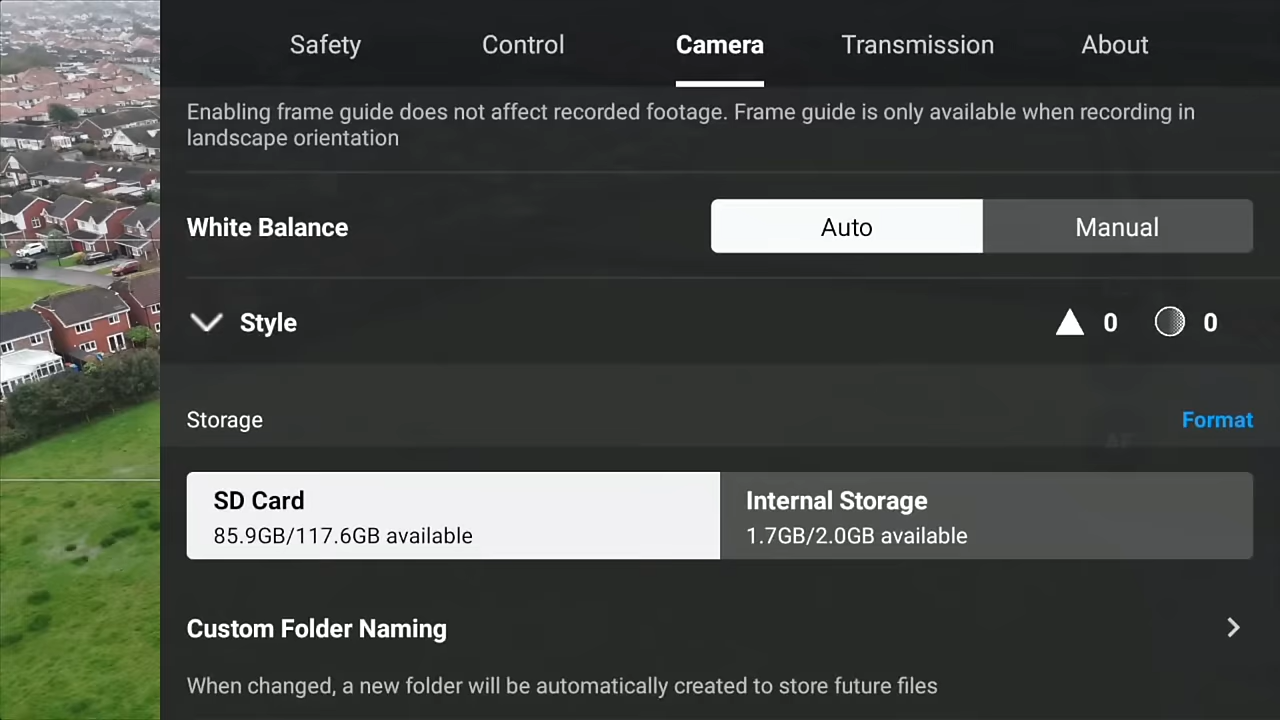 Safety Control Camera Transmission About
Enabling frame guide does not affect recorded footage. Frame guide is only available when recording in
landscape orientation
White Balance Auto Manual
Style 0 0
Storage Format
SD Card Internal Storage
85.9GB/117.6GB available 1.7GB/2.0GB available
Custom Folder Naming
When changed, a new folder will be automatically created to store future files